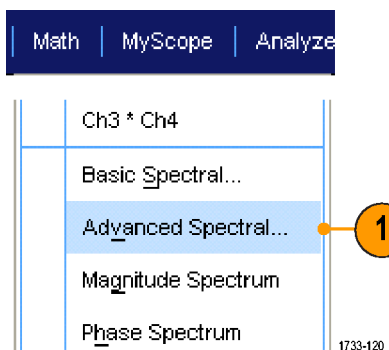 Math | MyScope | Analyze
Ch3 * Ch4
Basic Spectral...
Advanced Spectral...
1
Magnitude Spectrum
Phase Spectrum
1733-120